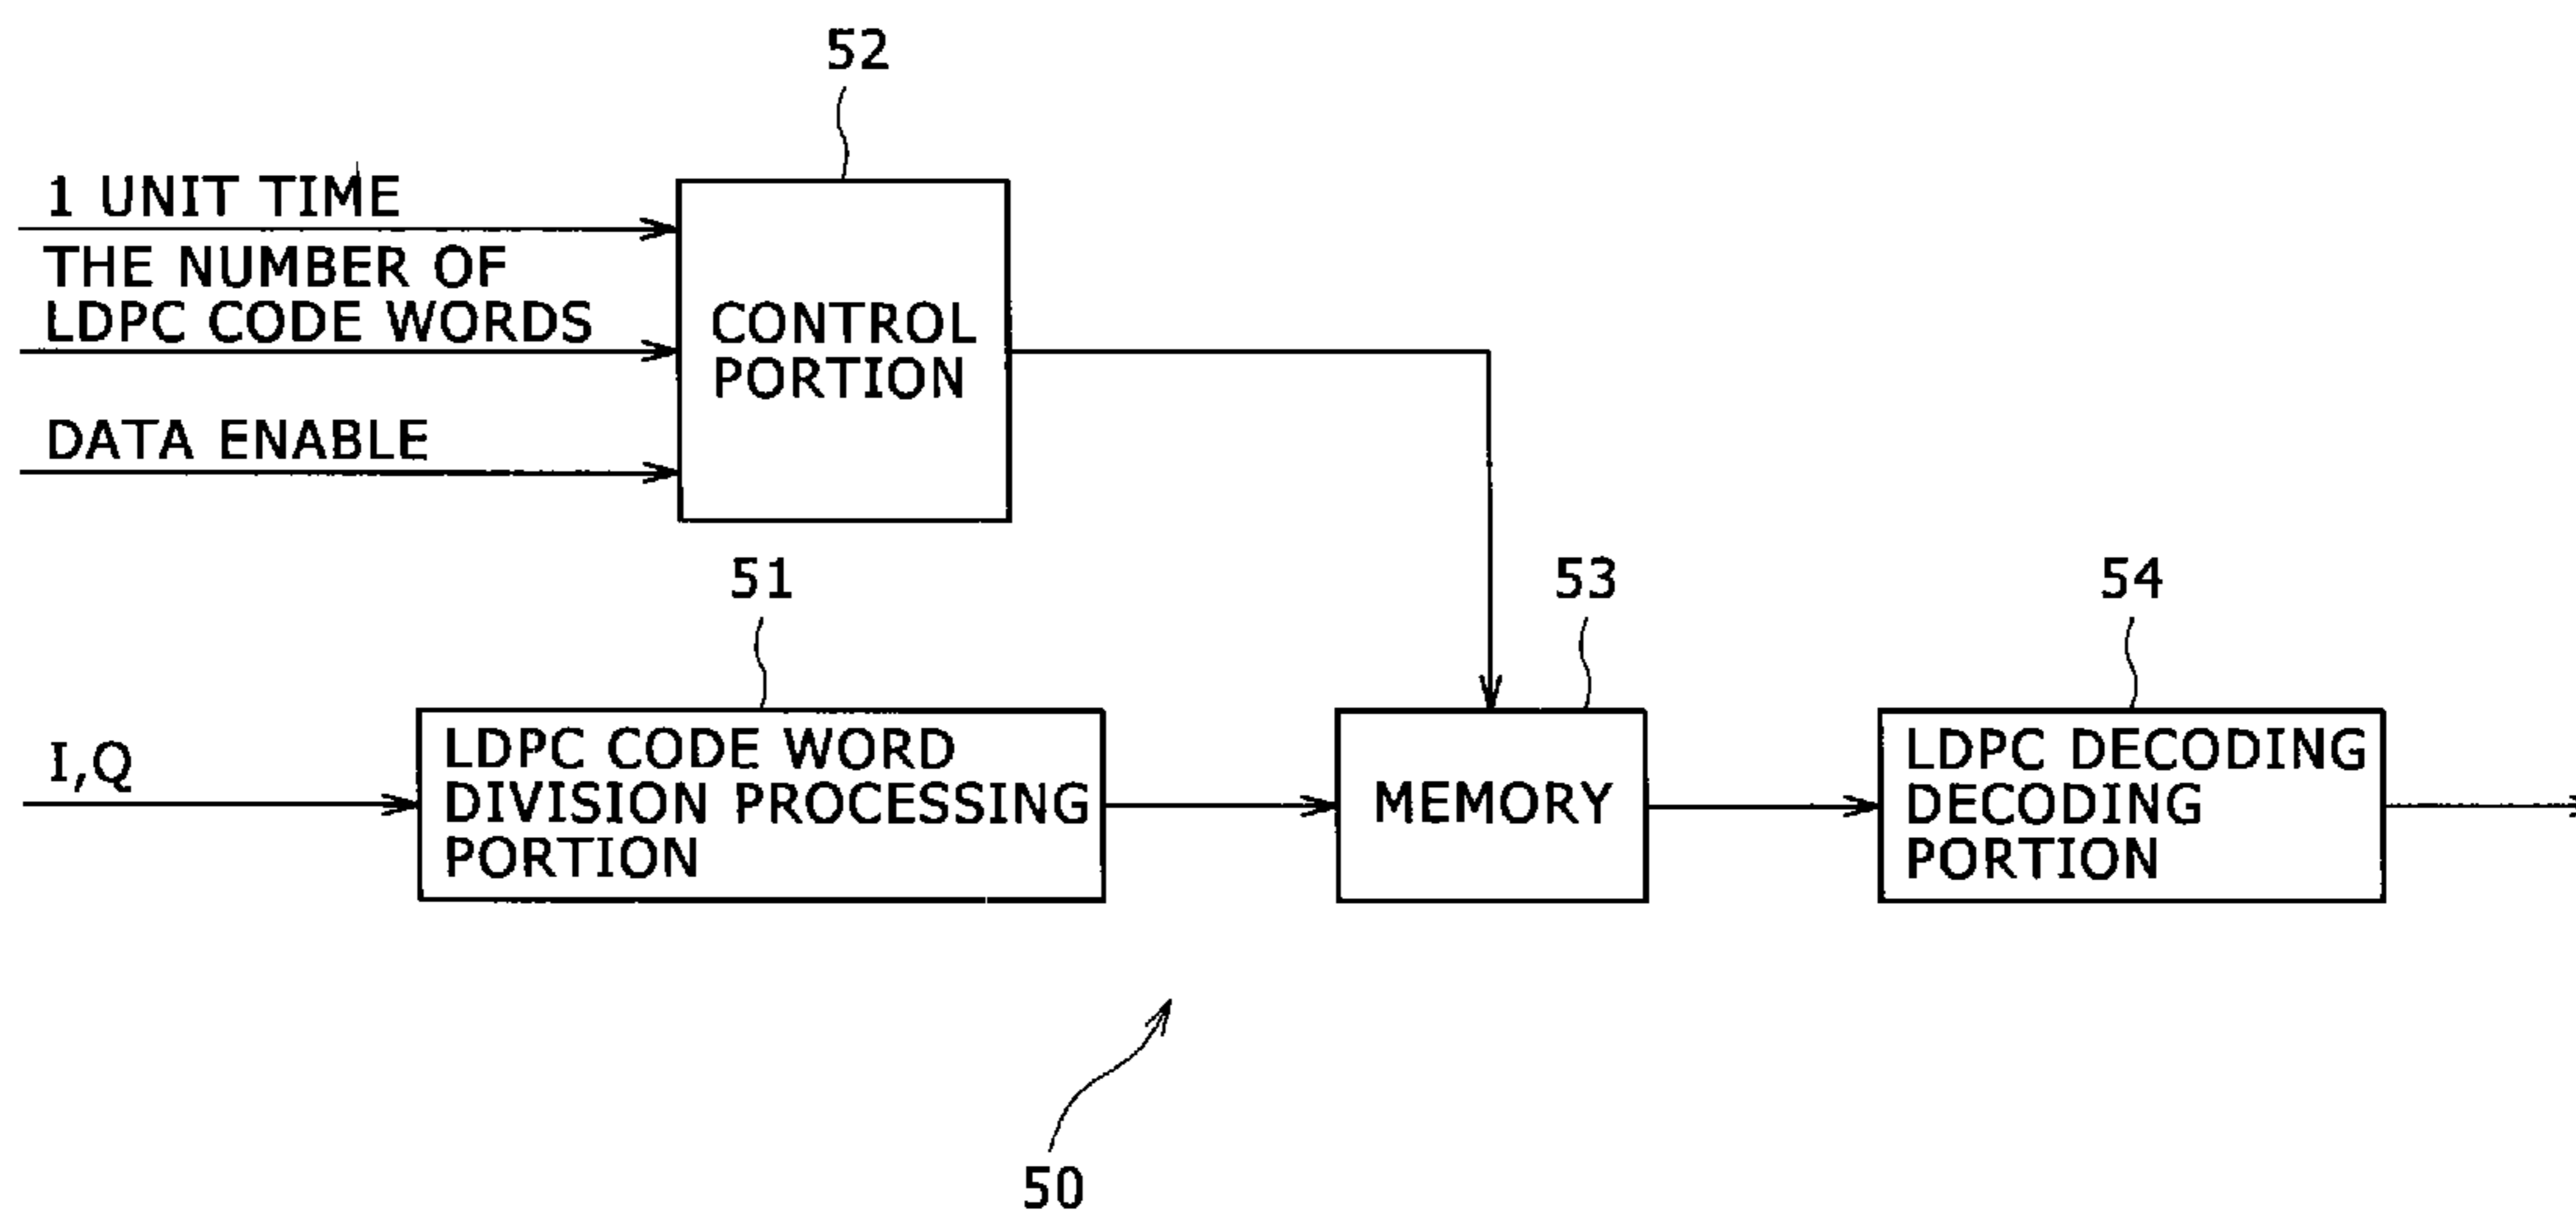 52
1 UNIT TIME
THE NUMBER OF
LDPC CODE WORDS
DATA ENABLE
CONTROL
PORTION
51
53
54
I,Q
LDPC CODE WORD
DIVISION PROCESSING
PORTION
MEMORY
LDPC DECODING
DECODING
PORTION
50